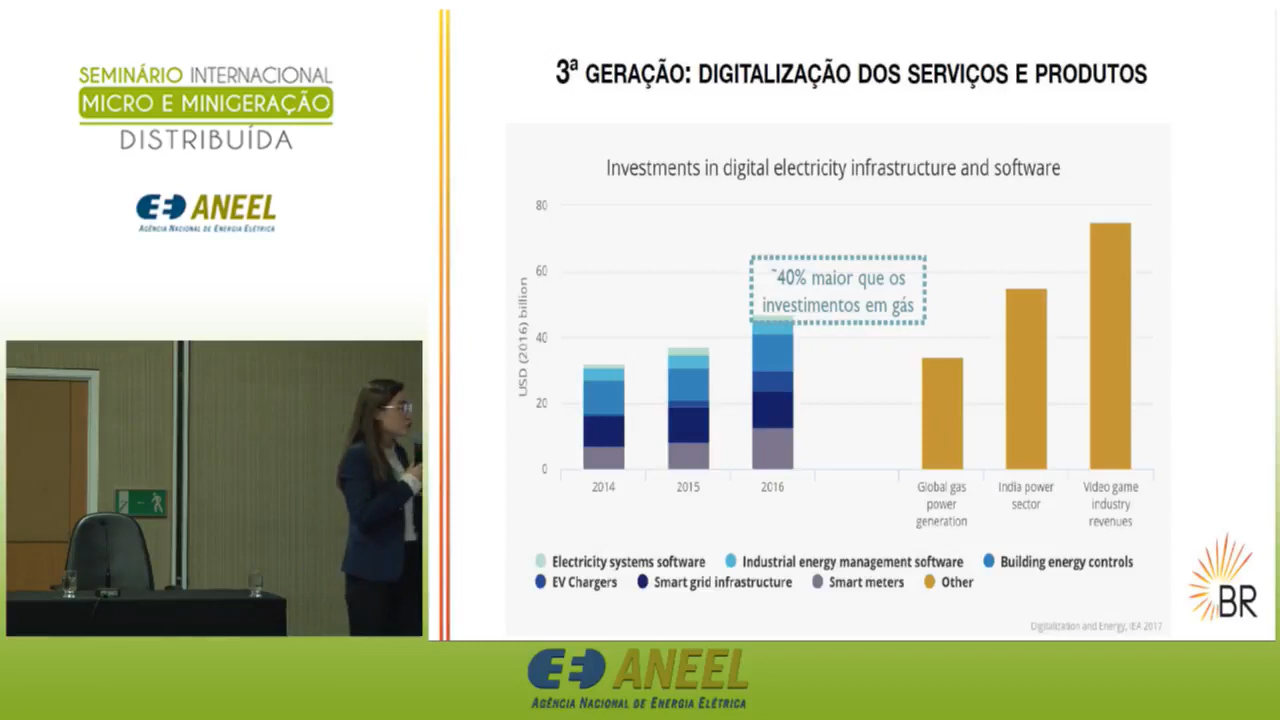 SEMINÁRIO INTERNACIONAL
MICRO E MINIGERAÇÃO
DISTRIBUÍDA
ANEEL
AGÊNCIA NACIONAL DE ENERGIA ELÉTRICA
3ª GERAÇÃO: DIGITALIZAÇÃO DOS SERVIÇOS E PRODUTOS
Investments in digital electricity infrastructure and software
USD (2016) billion
80
60
40
20
0
~40% maior que os
investimentos em gás
2014
2015
2016
Global gas
power
generation
India power
sector
Video game
industry
revenues
Electricity systems software
Industrial energy management software
Building energy controls
EV Chargers
Smart grid infrastructure
Smart meters
Other
Digitalization and Energy, IEA 2017
BR
ANEEL
AGÊNCIA NACIONAL DE ENERGIA ELÉTRICA